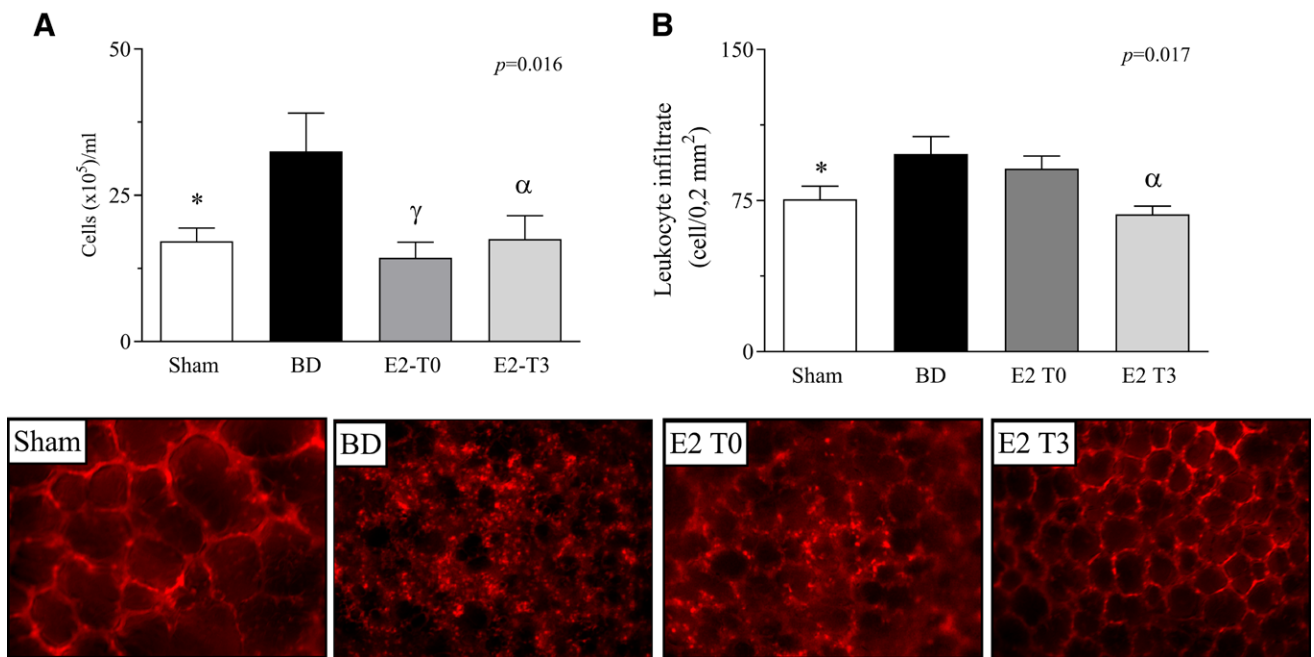 A
50
p=0.016
Cells (x10⁵)/ml
*
γ
α
25
0
Sham
BD
E2-T0
E2-T3
B
150
p=0.017
Leukocyte infiltrate
(cell/0,2 mm²)
*
α
75
0
Sham
BD
E2 T0
E2 T3
Sham
BD
E2 T0
E2 T3